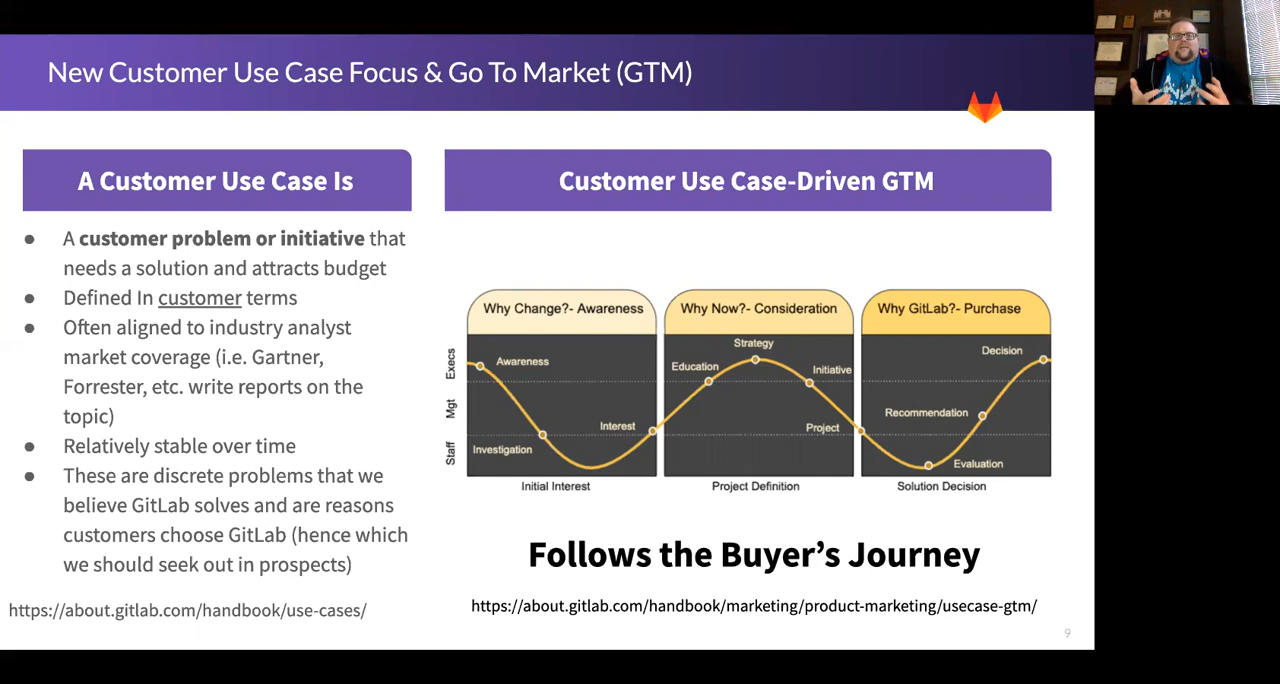 New Customer Use Case Focus & Go To Market (GTM)
A Customer Use Case Is
● A customer problem or initiative that
needs a solution and attracts budget
● Defined In customer terms
● Often aligned to industry analyst
market coverage (i.e. Gartner,
Forrester, etc. write reports on the
topic)
● Relatively stable over time
● These are discrete problems that we
believe GitLab solves and are reasons
customers choose GitLab (hence which
we should seek out in prospects)
https://about.gitlab.com/handbook/use-cases/
Customer Use Case-Driven GTM
Why Change?- Awareness
Why Now?- Consideration
Why GitLab?- Purchase
Execs
Mgt
Staff
Awareness
Investigation
Interest
Education
Strategy
Initiative
Project
Decision
Recommendation
Evaluation
Initial Interest
Project Definition
Solution Decision
Follows the Buyer’s Journey
https://about.gitlab.com/handbook/marketing/product-marketing/usecase-gtm/
9